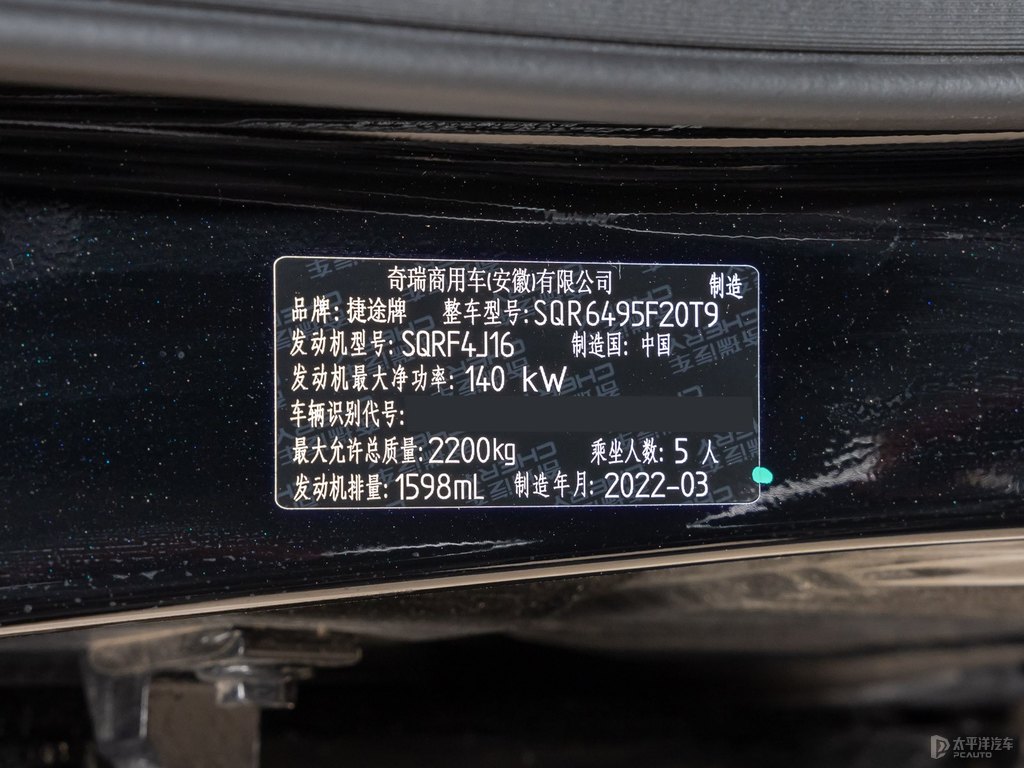 奇瑞商用车(安徽)有限公司 制造
品牌: 捷途牌 整车型号: SQR6495F20T9
发动机型号: SQRF4J16 制造国: 中国
发动机最大净功率: 140 kW
车辆识别代号:
最大允许总质量: 2200kg 乘坐人数: 5 人
发动机排量: 1598mL 制造年月: 2022-03
太平洋汽车
PCAUTO